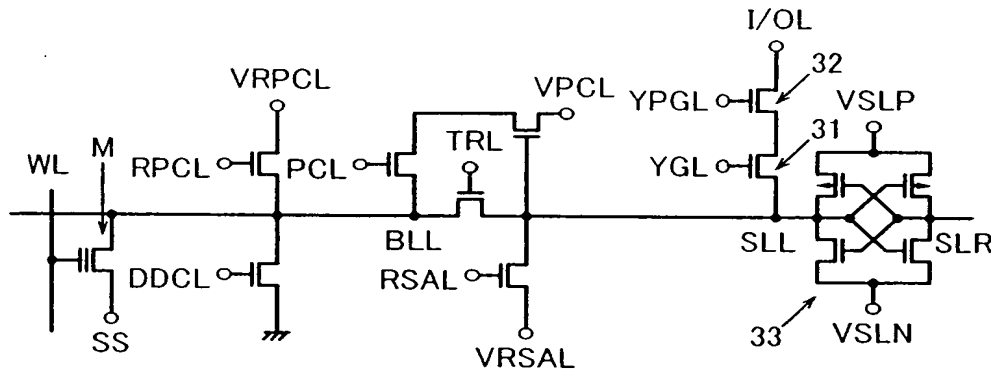 I/OL
32
VRPCL
VPCL
YPGL
VSLP
M
TRL
31
WL
RPCL
PCL
YGL
BLL
SLL
SLR
DDCL
RSAL
SS
VRSAL
33
VSLN